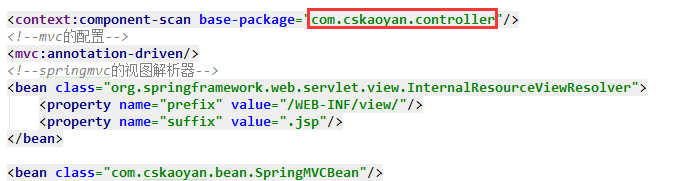 <context:component-scan base-package="com.cskaoyan.controller"/>
<!--mvc的配置-->
<mvc:annotation-driven/>
<!--springmvc的视图解析器-->
<bean class="org.springframework.web.servlet.view.InternalResourceViewResolver">
<property name="prefix" value="/WEB-INF/view/"/>
<property name="suffix" value=".jsp"/>
</bean>
<bean class="com.cskaoyan.bean.SpringMVCBean"/>